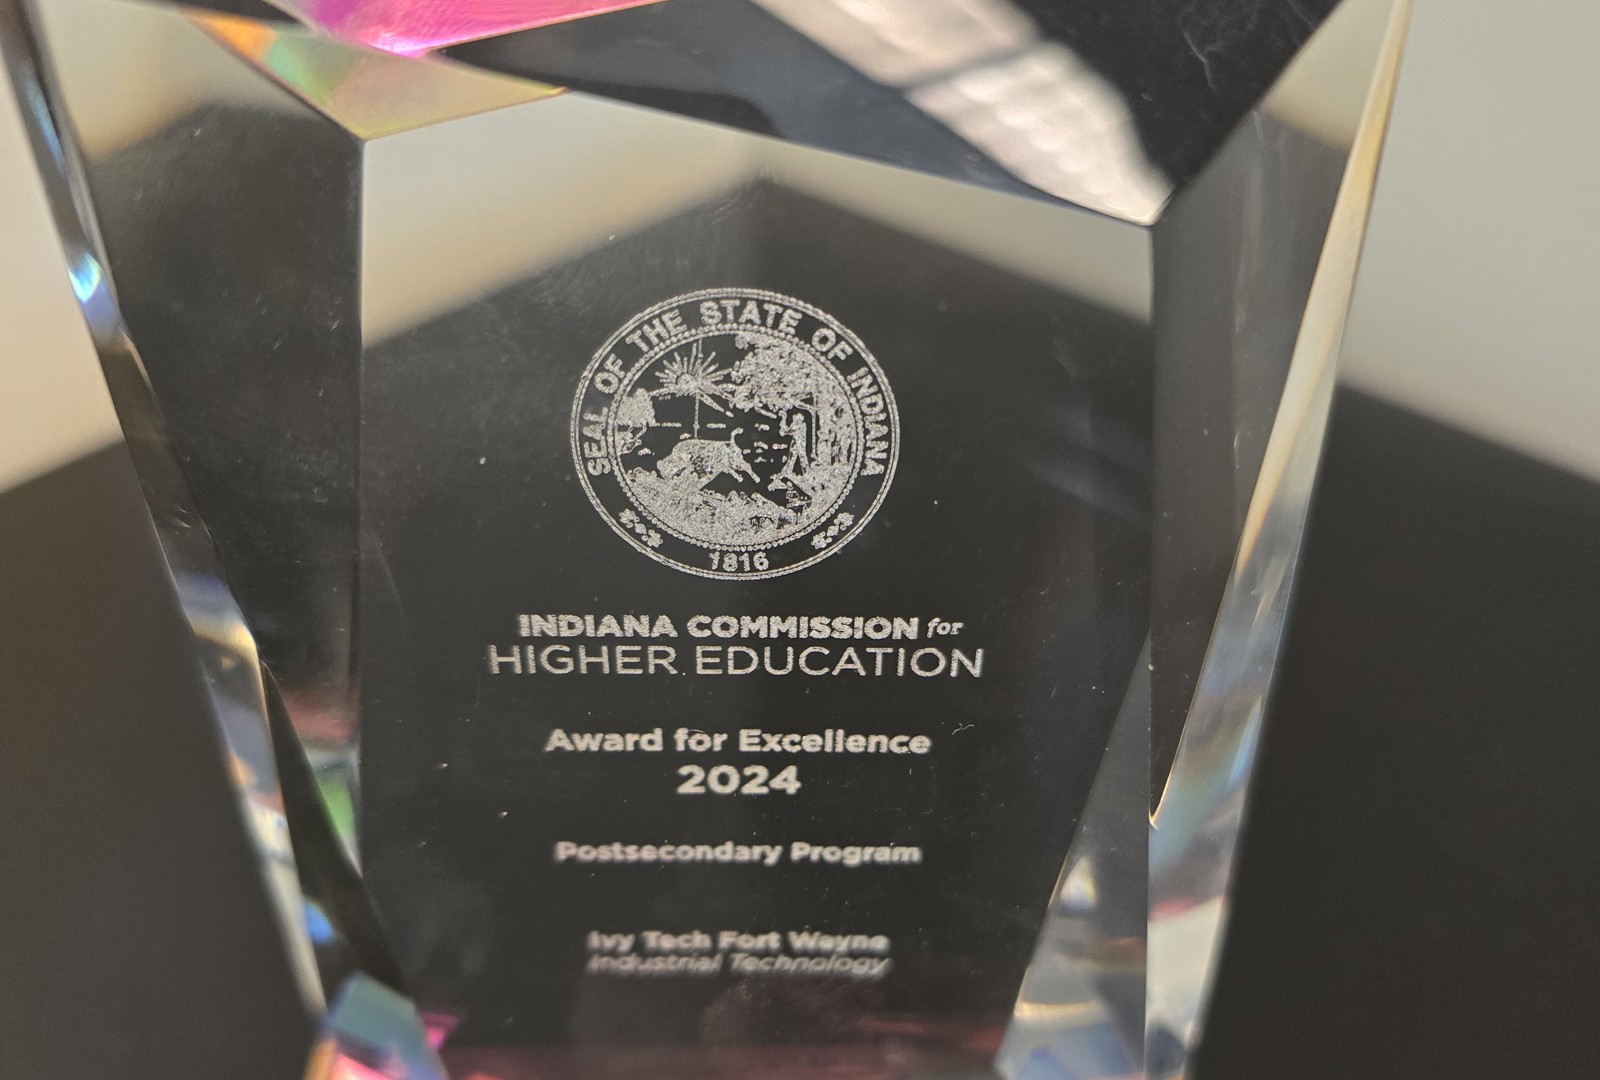 SEAL OF THE STATE OF INDIANA
1816
INDIANA COMMISSION for
HIGHER EDUCATION
Award for Excellence
2024
Postsecondary Program
Ivy Tech Fort Wayne
Industrial Technology